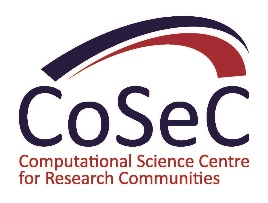 CoSeC
Computational Science Centre
for Research Communities